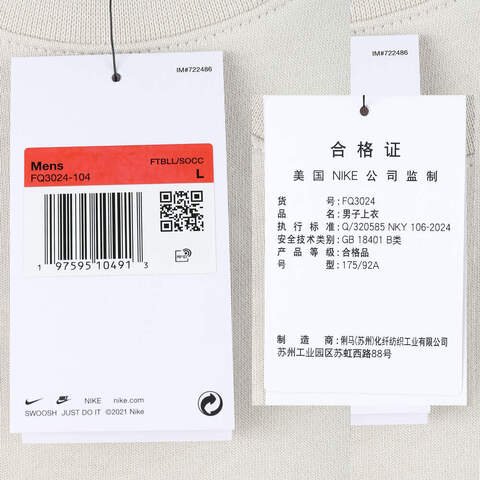 IM#722486
Mens
FTBLL/SOCC
FQ3024-104
L
1 97595 10491 3
RFID
NIKE
nike.com
SWOOSH JUST DO IT ©2021 Nike
IM#722486
合格证
美国 NIKE 公司监制
货号:FQ3024
品名:男子上衣
执行标准:Q/320585 NKY 106-2024
安全技术类别:GB 18401 B类
产品等级:合格品
号型:175/92A
制造商:俐马(苏州)化纤纺织工业有限公司
苏州工业园区苏虹西路88号